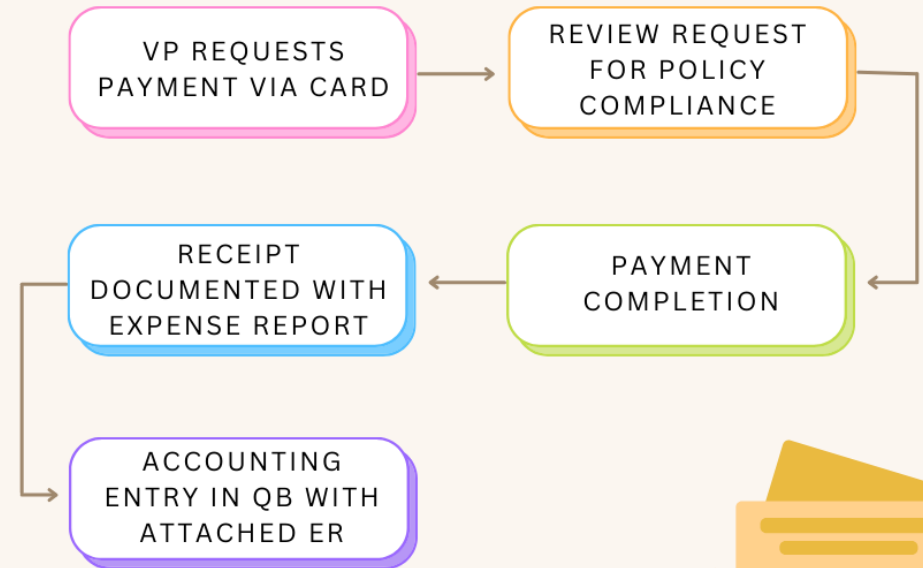 VP REQUESTS
PAYMENT VIA CARD
REVIEW REQUEST
FOR POLICY
COMPLIANCE
PAYMENT
COMPLETION
RECEIPT
DOCUMENTED WITH
EXPENSE REPORT
ACCOUNTING
ENTRY IN QB WITH
ATTACHED ER